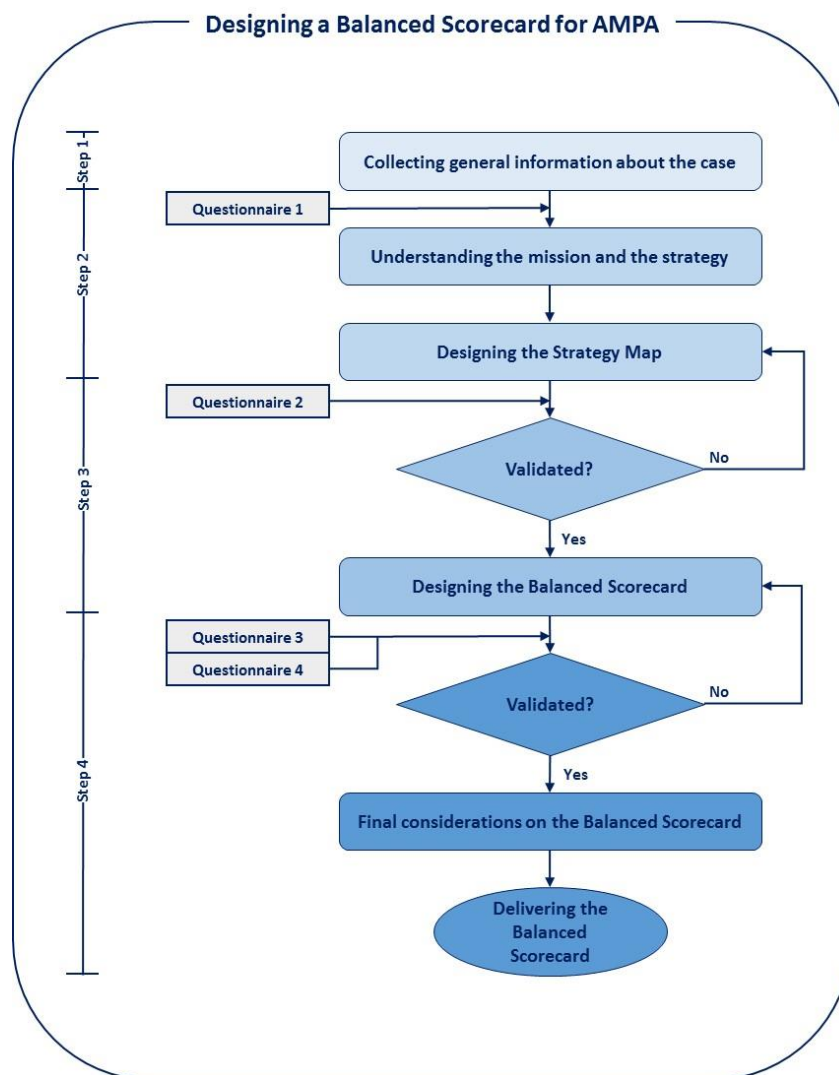 Designing a Balanced Scorecard for AMPA
Step 1
Collecting general information about the case
Questionnaire 1
Step 2
Understanding the mission and the strategy
Designing the Strategy Map
Questionnaire 2
Step 3
Validated?
No
Yes
Designing the Balanced Scorecard
Questionnaire 3
Questionnaire 4
Step 4
Validated?
No
Yes
Final considerations on the Balanced Scorecard
Delivering the
Balanced
Scorecard